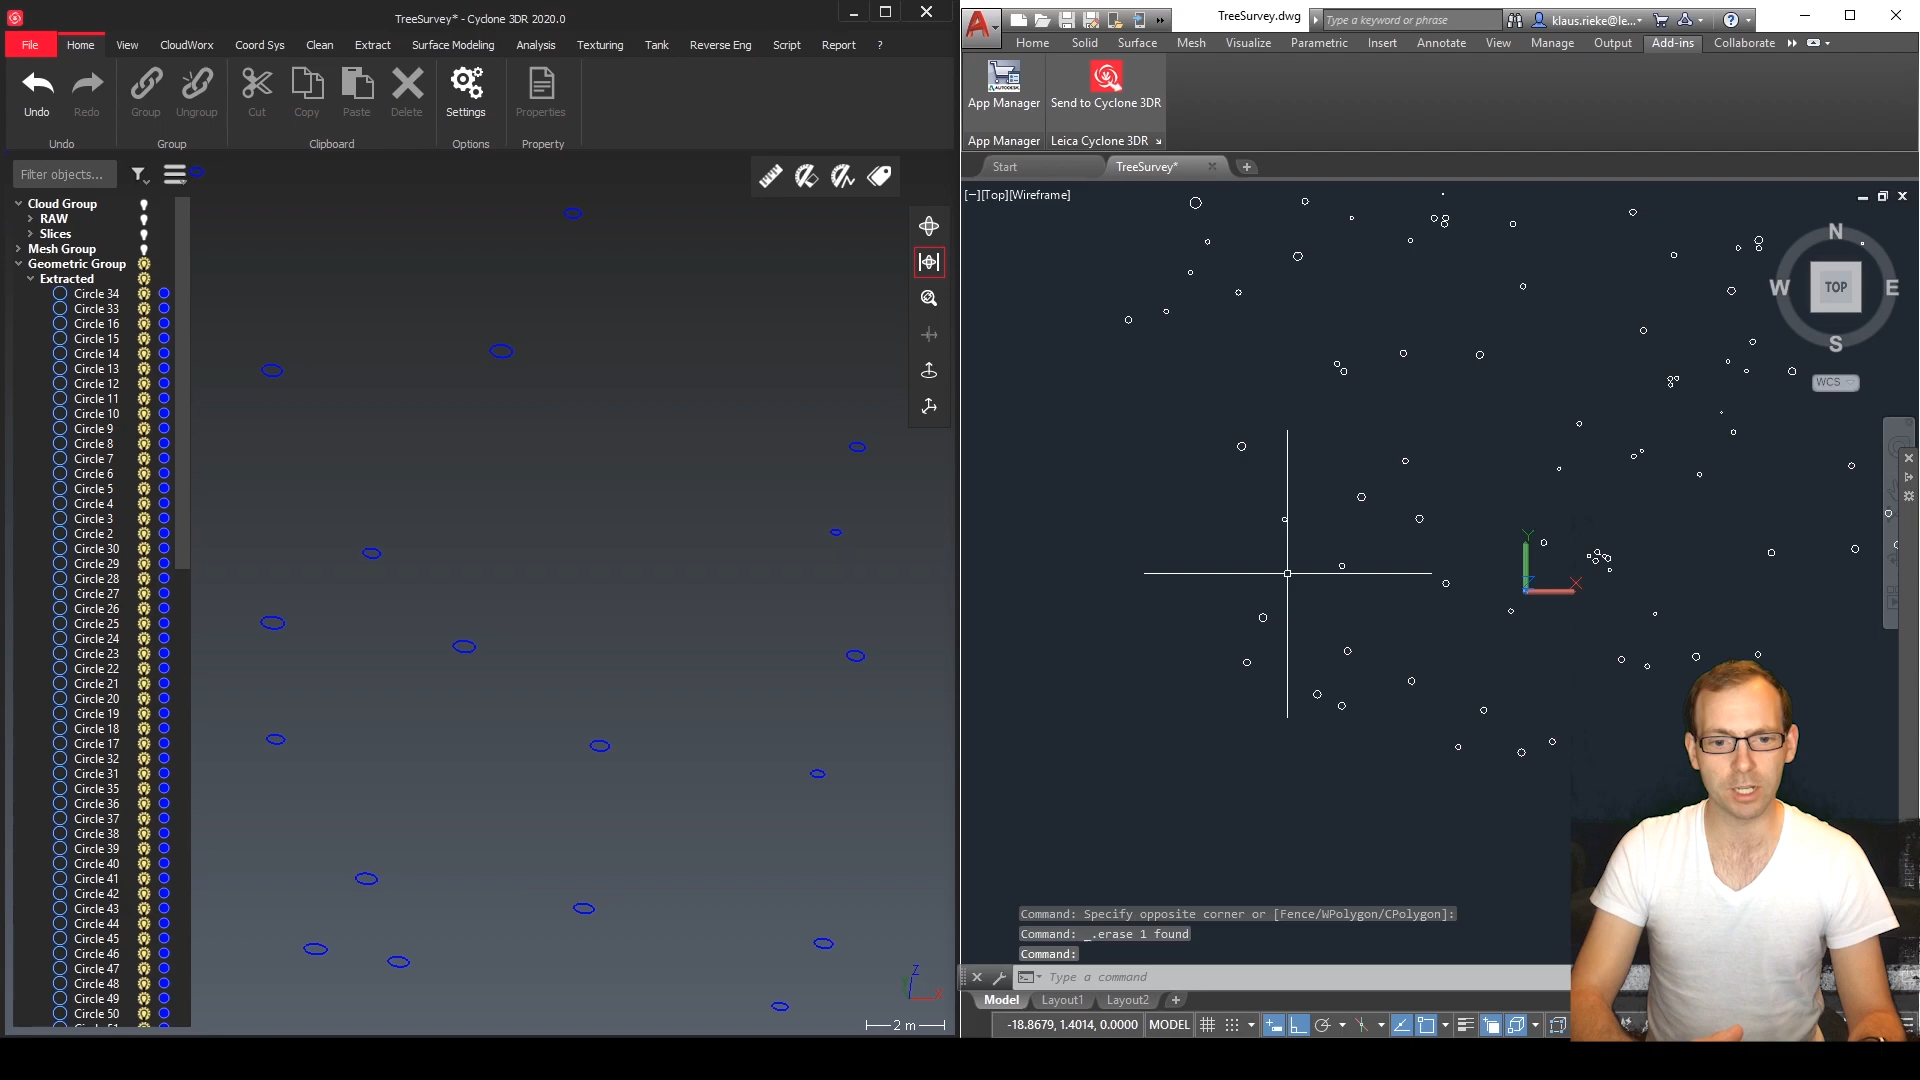 TreeSurvey* - Cyclone 3DR 2020.0
File
Home
View
CloudWorx
Coord Sys
Clean
Extract
Surface Modeling
Analysis
Texturing
Tank
Reverse Eng
Script
Report
?
Undo
Redo
Group
Ungroup
Cut
Copy
Paste
Delete
Settings
Properties
Undo
Group
Clipboard
Options
Property
Filter objects...
Cloud Group
RAW
Slices
Mesh Group
Geometric Group
Extracted
Circle 34
Circle 33
Circle 16
Circle 15
Circle 14
Circle 13
Circle 12
Circle 11
Circle 10
Circle 9
Circle 8
Circle 7
Circle 6
Circle 5
Circle 4
Circle 3
Circle 2
Circle 30
Circle 29
Circle 28
Circle 27
Circle 26
Circle 25
Circle 24
Circle 23
Circle 22
Circle 21
Circle 20
Circle 19
Circle 18
Circle 17
Circle 32
Circle 31
Circle 35
Circle 36
Circle 37
Circle 38
Circle 39
Circle 40
Circle 41
Circle 42
Circle 43
Circle 44
Circle 45
Circle 46
Circle 47
Circle 48
Circle 49
Circle 50
Z
2 m
A
TreeSurvey.dwg
Type a keyword or phrase
klaus.rieke@le...
?
Home
Solid
Surface
Mesh
Visualize
Parametric
Insert
Annotate
View
Manage
Output
Add-ins
Collaborate
AUTODESK
App Manager
Send to Cyclone 3DR
App Manager
Leica Cyclone 3DR
Start
TreeSurvey*
[−][Top][Wireframe]
N
W
TOP
E
S
WCS
Y
X
Command: Specify opposite corner or [Fence/WPolygon/CPolygon]:
Command: _.erase 1 found
Command:
Type a command
Model
Layout1
Layout2
-18.8679, 1.4014, 0.0000
MODEL